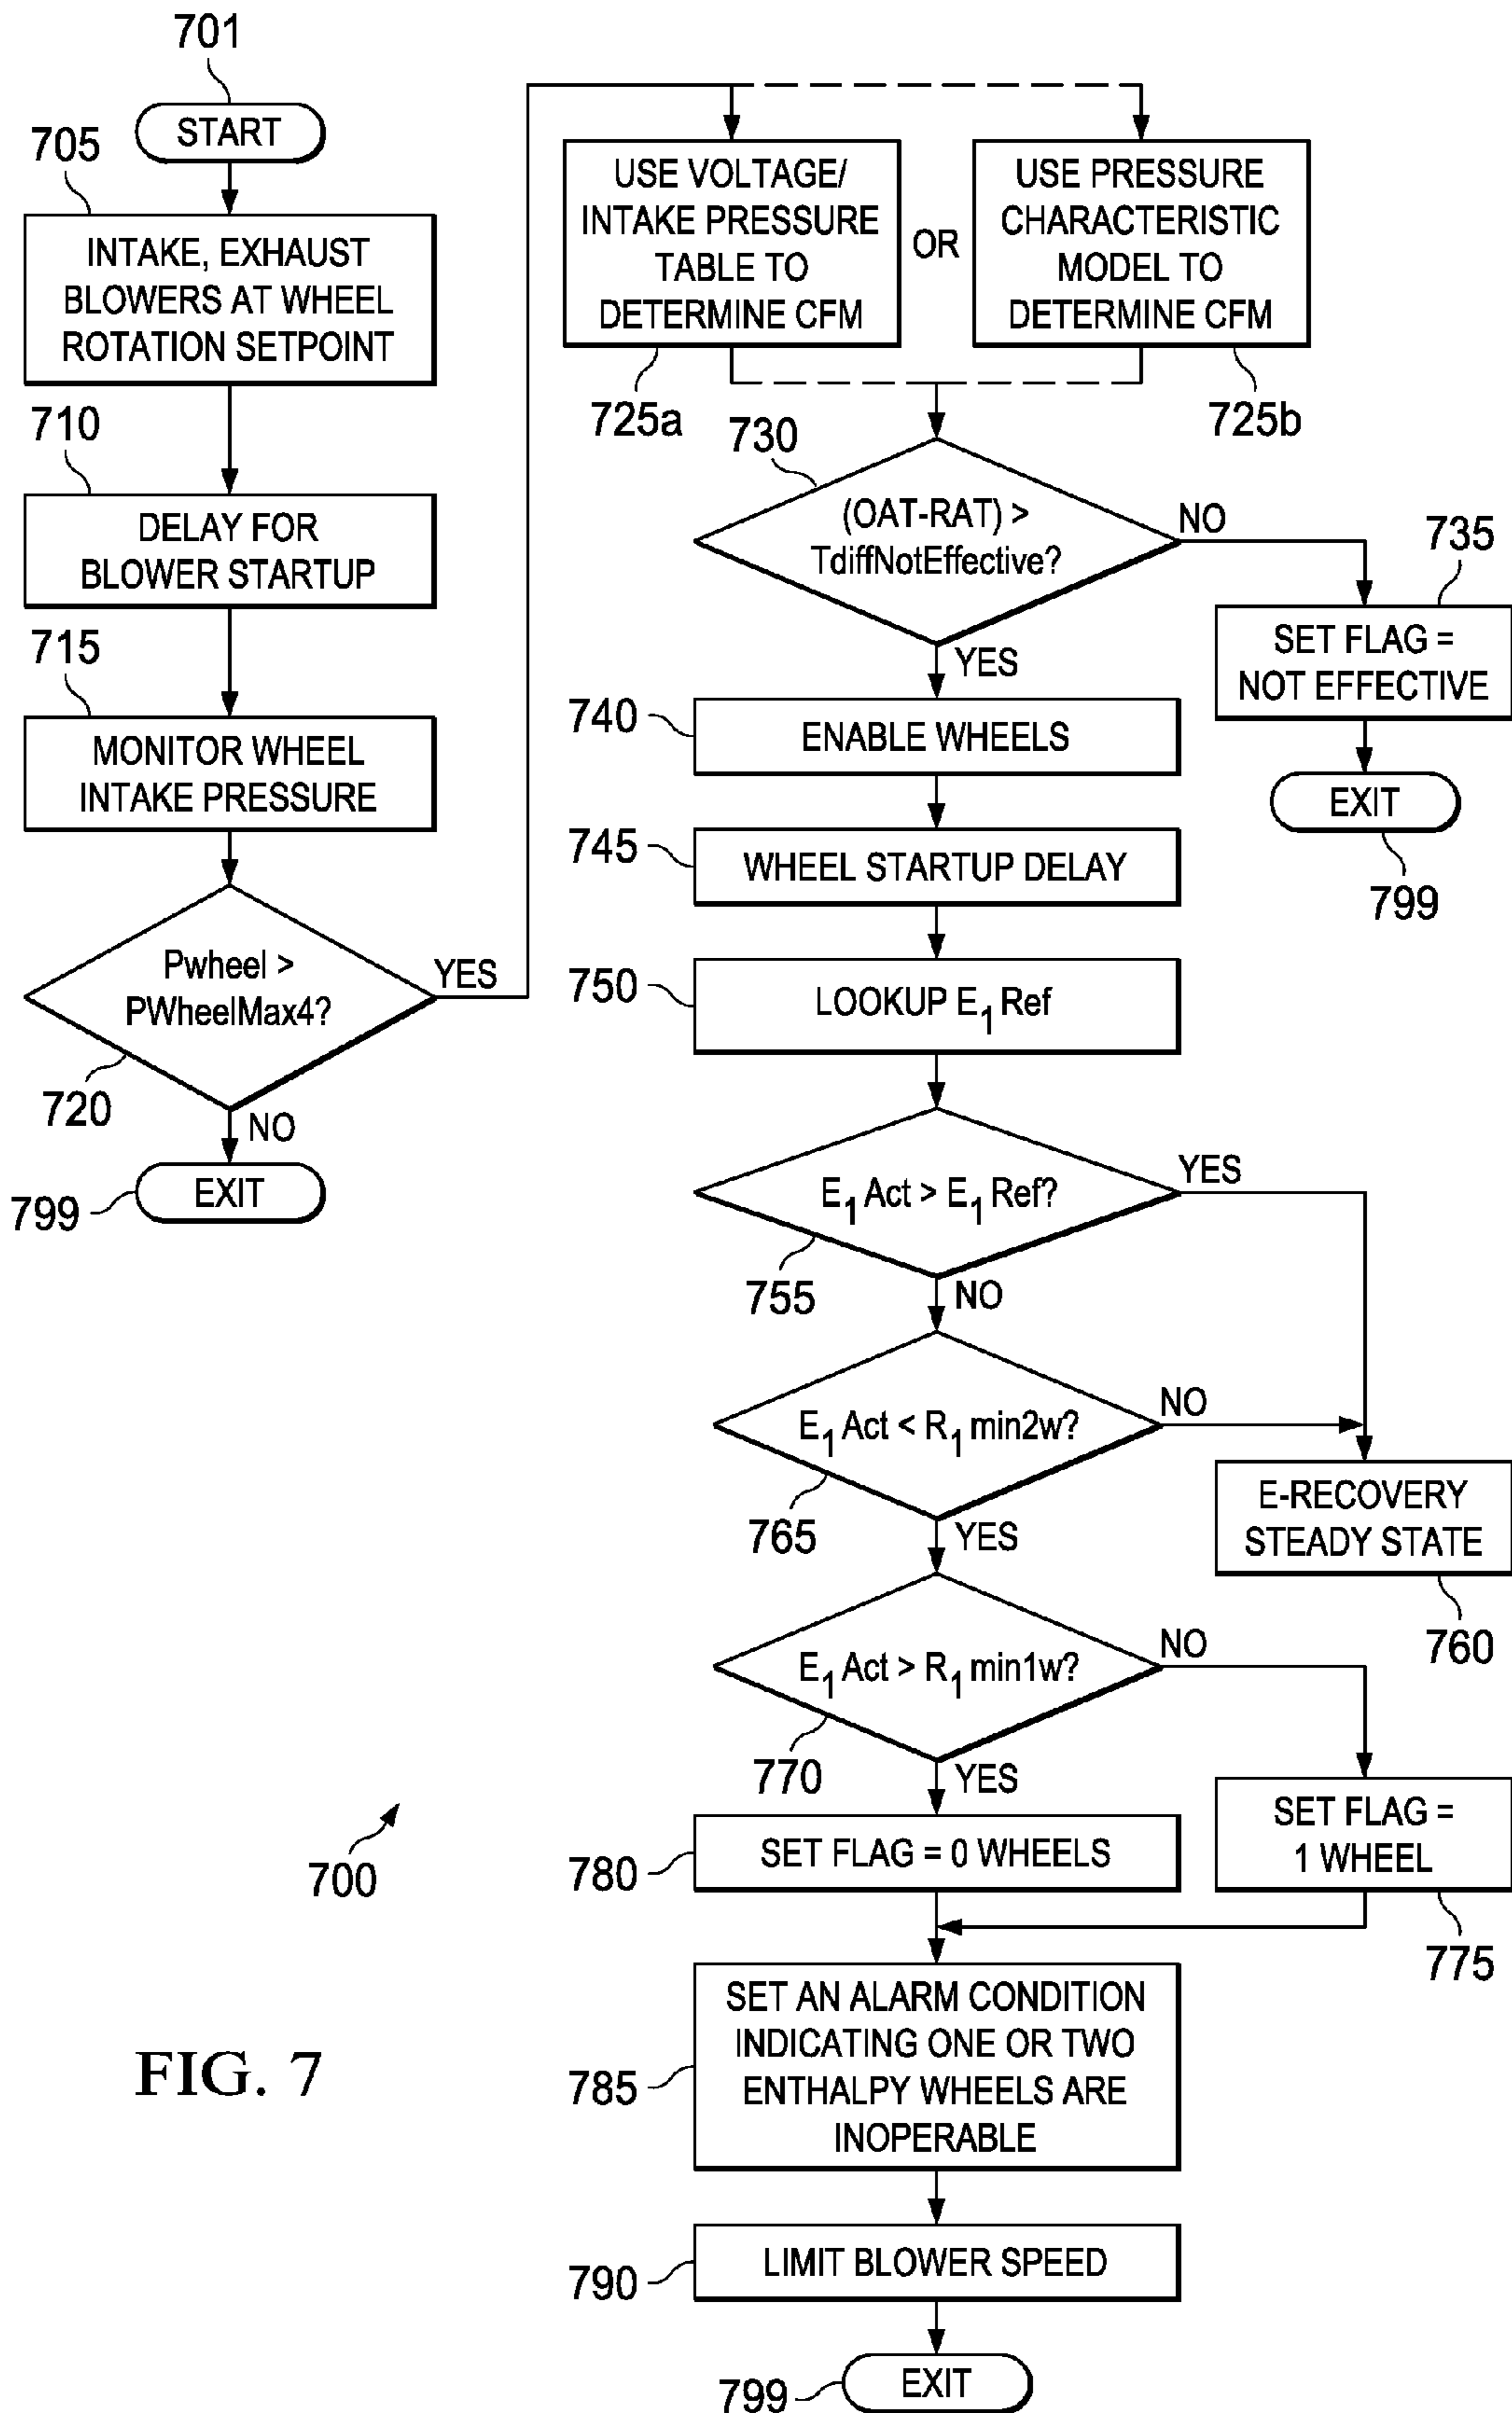 701
START
705
INTAKE, EXHAUST
BLOWERS AT WHEEL
ROTATION SETPOINT
710
DELAY FOR
BLOWER STARTUP
715
MONITOR WHEEL
INTAKE PRESSURE
Pwheel >
PWheelMax4?
YES
720
NO
EXIT
799
USE VOLTAGE/
INTAKE PRESSURE
TABLE TO
DETERMINE CFM
725a
OR
USE PRESSURE
CHARACTERISTIC
MODEL TO
DETERMINE CFM
725b
730
(OAT-RAT) >
TdiffNotEffective?
NO
735
SET FLAG =
NOT EFFECTIVE
EXIT
799
YES
740
ENABLE WHEELS
745
WHEEL STARTUP DELAY
750
LOOKUP E1 Ref
E1 Act > E1 Ref?
YES
755
NO
E1 Act < R1 min2w?
NO
765
YES
E-RECOVERY
STEADY STATE
760
E1 Act > R1 min1w?
NO
770
YES
SET FLAG =
1 WHEEL
775
780
SET FLAG = 0 WHEELS
785
SET AN ALARM CONDITION
INDICATING ONE OR TWO
ENTHALPY WHEELS ARE
INOPERABLE
790
LIMIT BLOWER SPEED
799
EXIT
700
FIG. 7